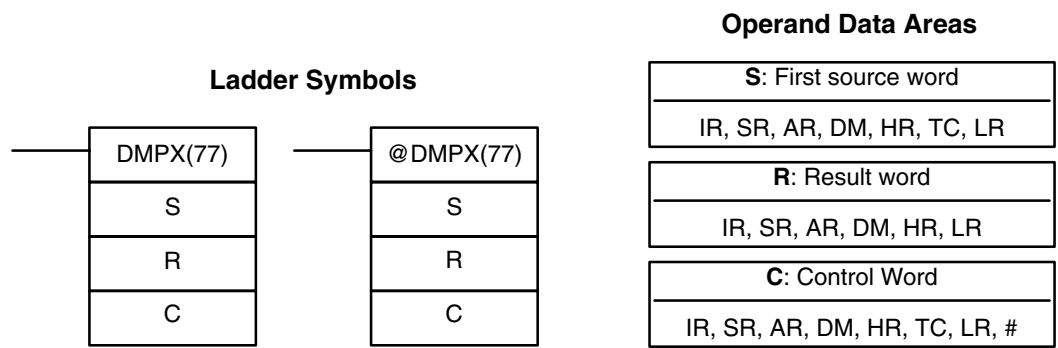 Ladder Symbols
DMPX(77)
S
R
C
@DMPX(77)
S
R
C
Operand Data Areas
S: First source word
IR, SR, AR, DM, HR, TC, LR
R: Result word
IR, SR, AR, DM, HR, LR
C: Control Word
IR, SR, AR, DM, HR, TC, LR, #